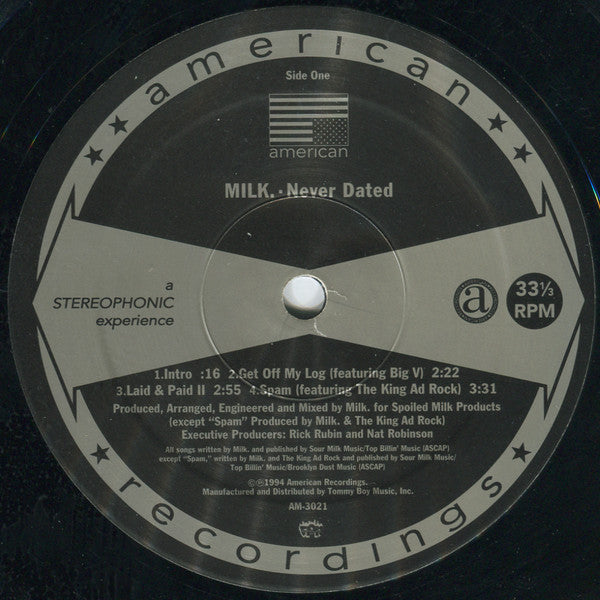 american
Side One
american
MILK. · Never Dated
a
STEREOPHONIC
experience
a
33⅓
RPM
1.Intro :16 2.Get Off My Log (featuring Big V) 2:22
3.Laid & Paid II 2:55 4.Spam (featuring The King Ad Rock) 3:31
Produced, Arranged, Engineered and Mixed by Milk. for Spoiled Milk Products
(except "Spam" Produced by Milk. & The King Ad Rock)
Executive Producers: Rick Rubin and Nat Robinson
All songs written by Milk. and published by Sour Milk Music/Top Billin' Music (ASCAP)
except "Spam," written by Milk. and The King Ad Rock and published by Sour Milk Music/
Top Billin' Music/Brooklyn Dust Music (ASCAP)
©℗1994 American Recordings.
Manufactured and Distributed by Tommy Boy Music, Inc.
AM-3021
recordings